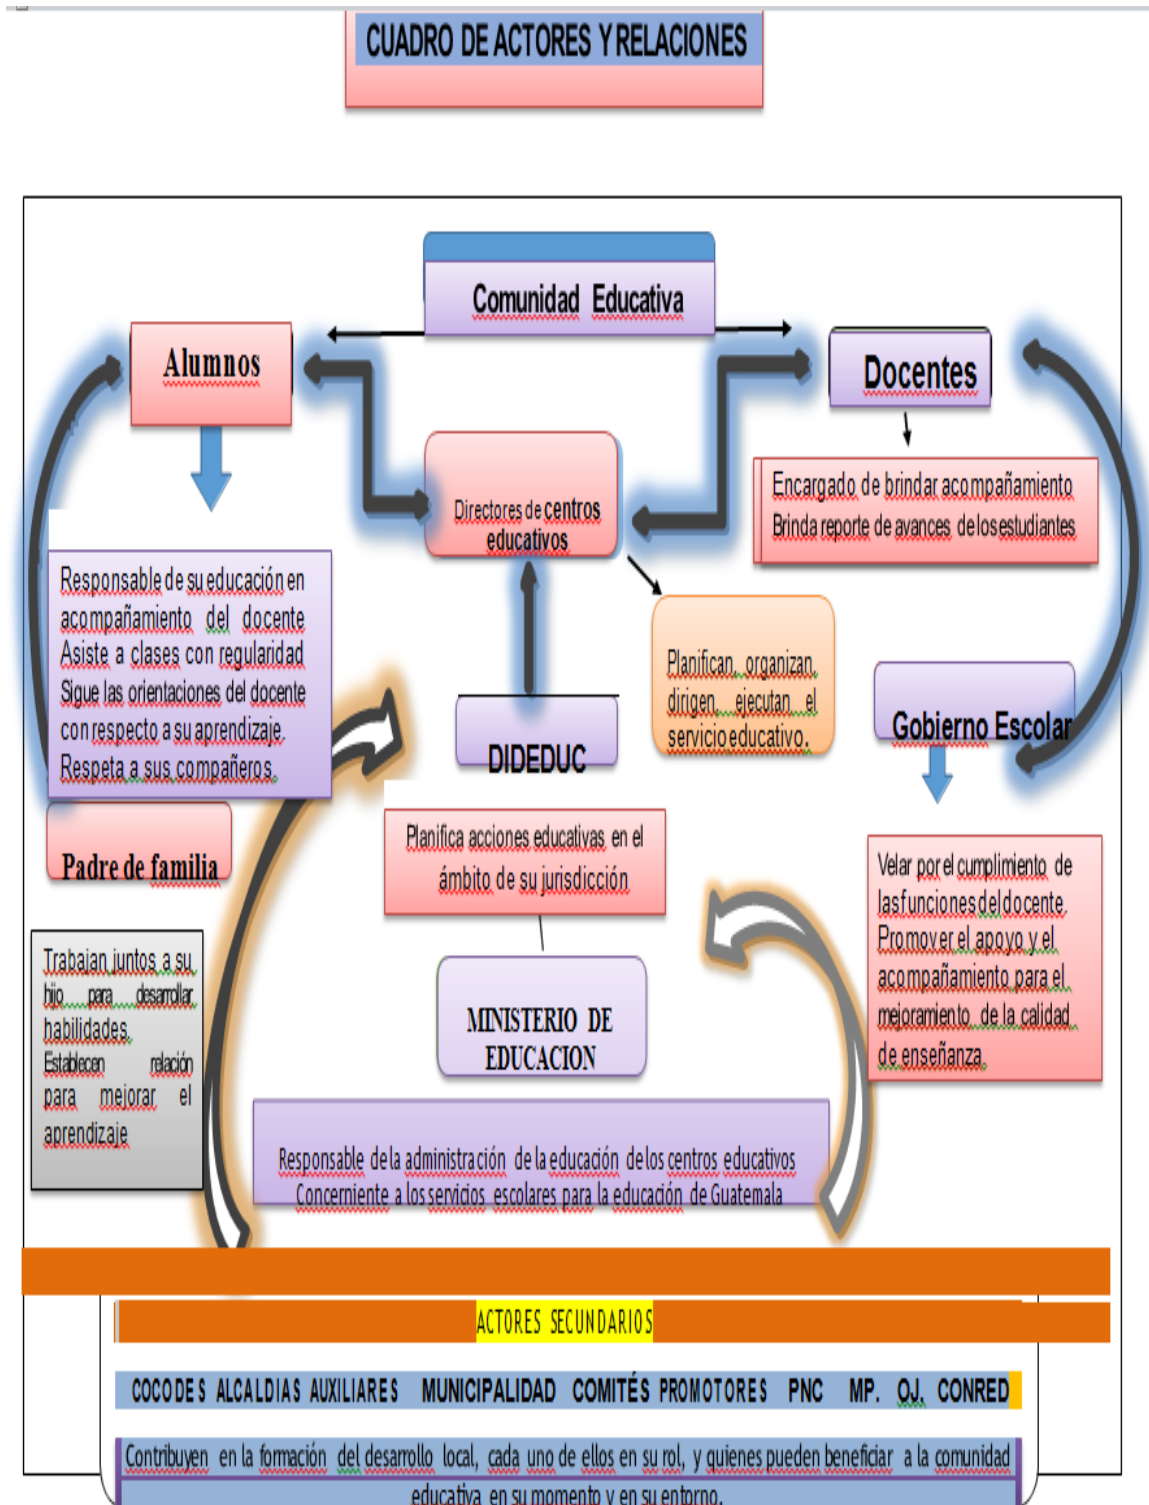 CUADRO DE ACTORES Y RELACIONES
Comunidad Educativa
Alumnos
Docentes
Directores de centros
educativos
Encargado de brindar acompañamiento
Brinda reporte de avances de los estudiantes
Responsable de su educación en
acompañamiento del docente
Asiste a clases con regularidad
Sigue las orientaciones del docente
con respecto a su aprendizaje.
Respeta a sus compañeros.
Planifican, organizan,
dirigen, ejecutan el
servicio educativo.
DIDEDUC
Gobierno Escolar
Padre de familia
Planifica acciones educativas en el
ámbito de su jurisdicción
Velar por el cumplimiento de
las funciones del docente.
Promover el apoyo y el
acompañamiento para el
mejoramiento de la calidad
de enseñanza.
Trabajan juntos a su
hijo para desarrollar
habilidades.
Establecen relación
para mejorar el
aprendizaje
MINISTERIO DE
EDUCACION
Responsable de la administración de la educación de los centros educativos
Concerniente a los servicios escolares para la educación de Guatemala
ACTORES SECUNDARIOS
COCODES ALCALDIAS AUXILIARES MUNICIPALIDAD COMITÉS PROMOTORES PNC MP. OJ. CONRED
Contribuyen en la formación del desarrollo local, cada uno de ellos en su rol, y quienes pueden beneficiar a la comunidad
educativa en su momento y en su entorno.